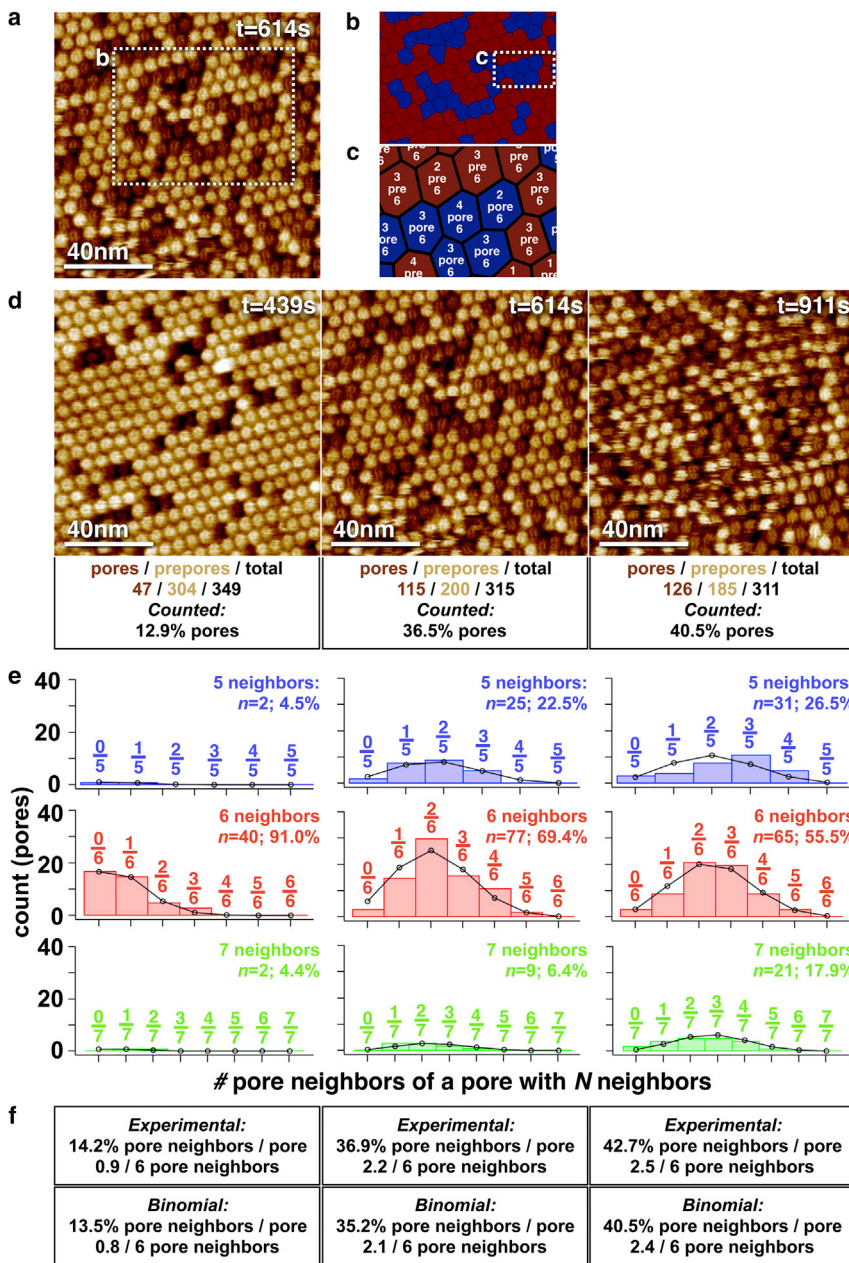 a
t=614s
b
40nm
b
c
c
3
pre
6
2
pre
6
3
pre
6
3
pre
6
4
pore
6
2
pore
6
3
pore
6
3
pore
6
3
pore
6
3
pore
6
3
pre
6
4
pre
1
1
pre
d
t=439s
t=614s
t=911s
40nm
40nm
40nm
pores / prepores / total
47 / 304 / 349
Counted:
12.9% pores
pores / prepores / total
115 / 200 / 315
Counted:
36.5% pores
pores / prepores / total
126 / 185 / 311
Counted:
40.5% pores
e
count (pores)
40
20
0
5 neighbors:
n=2; 4.5%
0/5 1/5 2/5 3/5 4/5 5/5
5 neighbors:
n=25; 22.5%
0/5 1/5 2/5 3/5 4/5 5/5
5 neighbors:
n=31; 26.5%
0/5 1/5 2/5 3/5 4/5 5/5
40
20
0
6 neighbors
n=40; 91.0%
0/6 1/6 2/6 3/6 4/6 5/6 6/6
6 neighbors
n=77; 69.4%
0/6 1/6 2/6 3/6 4/6 5/6 6/6
6 neighbors
n=65; 55.5%
0/6 1/6 2/6 3/6 4/6 5/6 6/6
40
20
0
7 neighbors
n=2; 4.4%
0/7 1/7 2/7 3/7 4/7 5/7 6/7 7/7
7 neighbors
n=9; 6.4%
0/7 1/7 2/7 3/7 4/7 5/7 6/7 7/7
7 neighbors
n=21; 17.9%
0/7 1/7 2/7 3/7 4/7 5/7 6/7 7/7
# pore neighbors of a pore with N neighbors
f
Experimental:
14.2% pore neighbors / pore
0.9 / 6 pore neighbors
Experimental:
36.9% pore neighbors / pore
2.2 / 6 pore neighbors
Experimental:
42.7% pore neighbors / pore
2.5 / 6 pore neighbors
Binomial:
13.5% pore neighbors / pore
0.8 / 6 pore neighbors
Binomial:
35.2% pore neighbors / pore
2.1 / 6 pore neighbors
Binomial:
40.5% pore neighbors / pore
2.4 / 6 pore neighbors